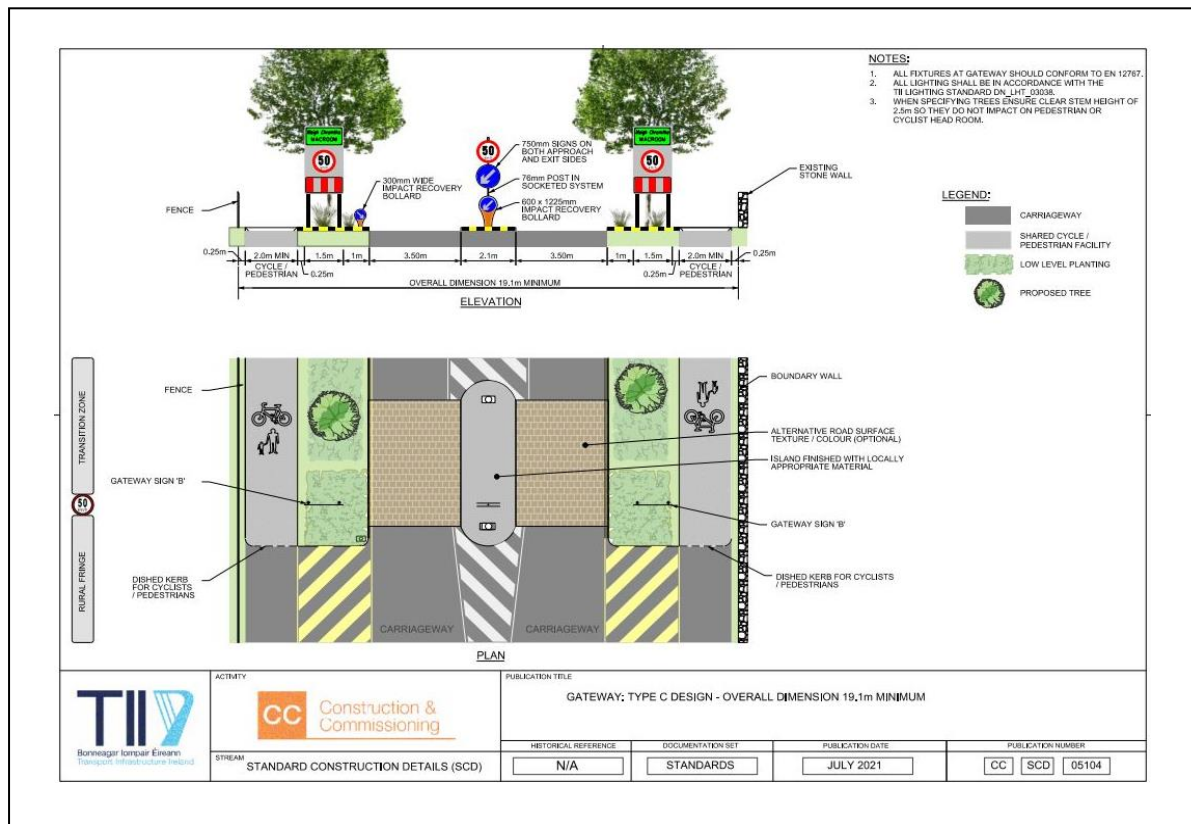 NOTES:
1. ALL FIXTURES AT GATEWAY SHOULD CONFORM TO EN 12767.
2. ALL LIGHTING SHALL BE IN ACCORDANCE WITH THE
TII LIGHTING STANDARD DN_LHT_03038.
3. WHEN SPECIFYING TREES ENSURE CLEAR STEM HEIGHT OF
2.5m SO THEY DO NOT IMPACT ON PEDESTRIAN OR
CYCLIST HEAD ROOM.
MACROOM
50
50
MACROOM
50
750mm SIGNS ON
BOTH APPROACH
AND EXIT SIDES
76mm POST IN
SOCKETED SYSTEM
600 x 1225mm
IMPACT RECOVERY
BOLLARD
300mm WIDE
IMPACT RECOVERY
BOLLARD
FENCE
EXISTING
STONE WALL
0.25m
2.0m MIN
CYCLE /
PEDESTRIAN
0.25m
1.5m
1m
3.50m
2.1m
3.50m
1m
1.5m
0.25m
2.0m MIN
CYCLE /
PEDESTRIAN
0.25m
OVERALL DIMENSION 19.1m MINIMUM
ELEVATION
LEGEND:
CARRIAGEWAY
SHARED CYCLE /
PEDESTRIAN FACILITY
LOW LEVEL PLANTING
PROPOSED TREE
TRANSITION ZONE
50
RURAL FRINGE
FENCE
GATEWAY SIGN 'B'
DISHED KERB
FOR CYCLISTS
/ PEDESTRIANS
BOUNDARY WALL
ALTERNATIVE ROAD SURFACE
TEXTURE / COLOUR (OPTIONAL)
ISLAND FINISHED WITH LOCALLY
APPROPRIATE MATERIAL
GATEWAY SIGN 'B'
DISHED KERB FOR CYCLISTS
/ PEDESTRIANS
CARRIAGEWAY
CARRIAGEWAY
PLAN
TII
Bonneagar Iompair Éireann
Transport Infrastructure Ireland
ACTIVITY
CC
Construction &
Commissioning
STREAM
STANDARD CONSTRUCTION DETAILS (SCD)
PUBLICATION TITLE
GATEWAY: TYPE C DESIGN - OVERALL DIMENSION 19.1m MINIMUM
HISTORICAL REFERENCE
N/A
DOCUMENTATION SET
STANDARDS
PUBLICATION DATE
JULY 2021
PUBLICATION NUMBER
CC
SCD
05104